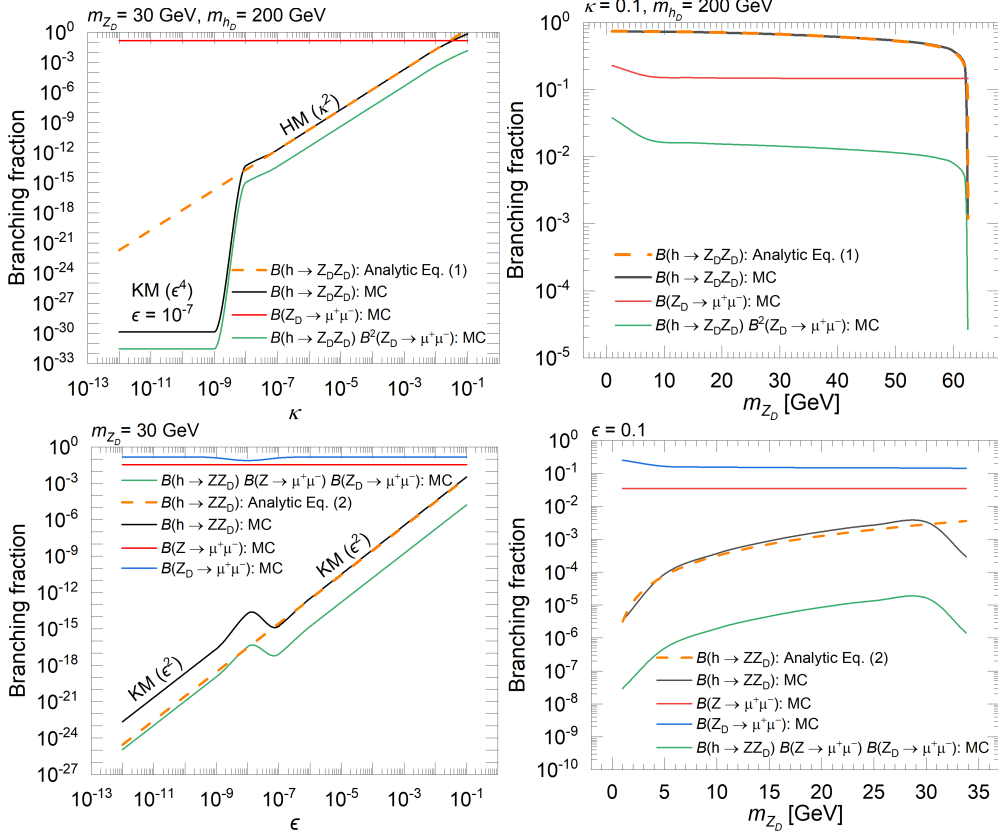 m_{Z_D} = 30 GeV, m_{h_D} = 200 GeV
Branching fraction
10^0
10^-3
10^-6
10^-9
10^-12
10^-15
10^-18
10^-21
10^-24
10^-27
10^-30
10^-33
HM (κ^2)
KM (ϵ^4)
ϵ = 10^-7
B(h → Z_D Z_D): Analytic Eq. (1)
B(h → Z_D Z_D): MC
B(Z_D → μ^+μ^-): MC
B(h → Z_D Z_D) B^2(Z_D → μ^+μ^-): MC
10^-13 10^-11 10^-9 10^-7 10^-5 10^-3 10^-1
κ
κ = 0.1, m_{h_D} = 200 GeV
Branching fraction
10^0
10^-1
10^-2
10^-3
10^-4
10^-5
B(h → Z_D Z_D): Analytic Eq. (1)
B(h → Z_D Z_D): MC
B(Z_D → μ^+μ^-): MC
B(h → Z_D Z_D) B^2(Z_D → μ^+μ^-): MC
0 10 20 30 40 50 60
m_{Z_D} [GeV]
m_{Z_D} = 30 GeV
Branching fraction
10^0
10^-3
10^-6
10^-9
10^-12
10^-15
10^-18
10^-21
10^-24
10^-27
B(h → ZZ_D) B(Z → μ^+μ^-) B(Z_D → μ^+μ^-): MC
B(h → ZZ_D): Analytic Eq. (2)
B(h → ZZ_D): MC
B(Z → μ^+μ^-): MC
B(Z_D → μ^+μ^-): MC
KM (ϵ^2)
KM (ϵ^2)
10^-13 10^-11 10^-9 10^-7 10^-5 10^-3 10^-1
ϵ
ϵ = 0.1
Branching fraction
10^0
10^-1
10^-2
10^-3
10^-4
10^-5
10^-6
10^-7
10^-8
10^-9
10^-10
B(h → ZZ_D): Analytic Eq. (2)
B(h → ZZ_D): MC
B(Z → μ^+μ^-): MC
B(Z_D → μ^+μ^-): MC
B(h → ZZ_D) B(Z → μ^+μ^-) B(Z_D → μ^+μ^-): MC
0 5 10 15 20 25 30 35
m_{Z_D} [GeV]